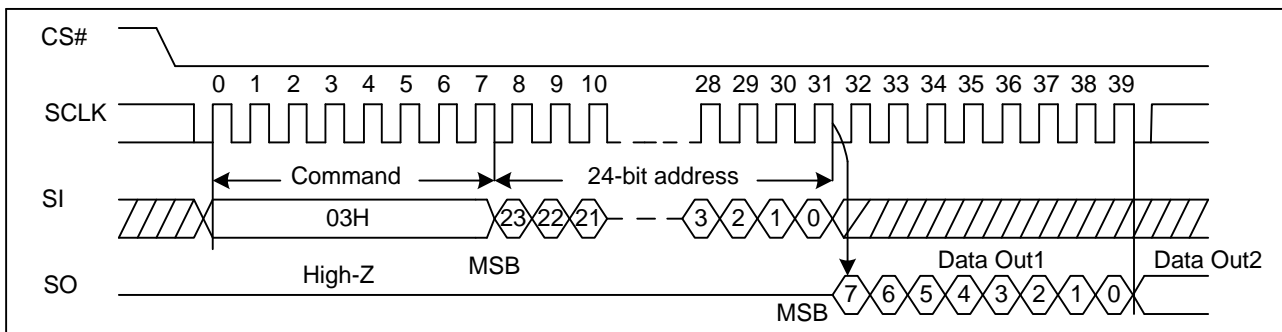 CS#
0 1 2 3 4 5 6 7 8 9 10 28 29 30 31 32 33 34 35 36 37 38 39
SCLK
Command 24-bit address
SI
03H 23 22 21 3 2 1 0
High-Z MSB Data Out1 Data Out2
SO
MSB 7 6 5 4 3 2 1 0